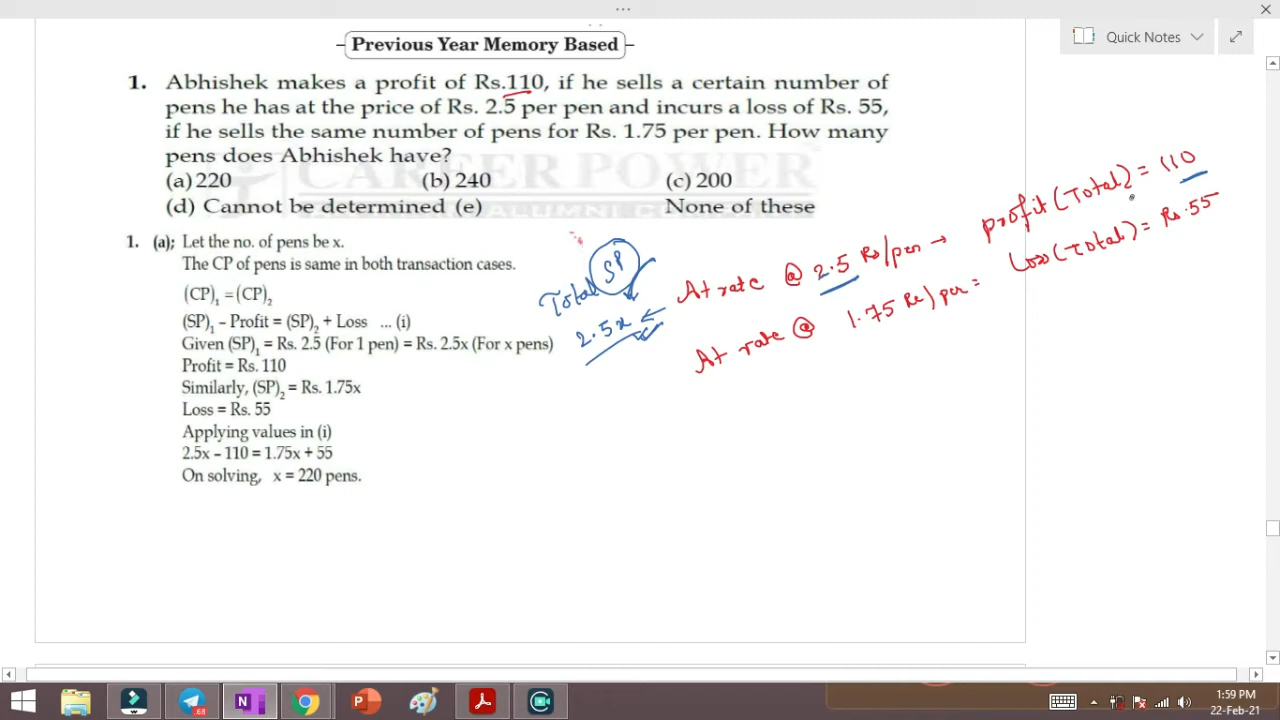 Quick Notes
Previous Year Memory Based
1. Abhishek makes a profit of Rs.110, if he sells a certain number of
pens he has at the price of Rs. 2.5 per pen and incurs a loss of Rs. 55,
if he sells the same number of pens for Rs. 1.75 per pen. How many
pens does Abhishek have?
(a) 220 (b) 240 (c) 200
(d) Cannot be determined (e) None of these
CAREER POWER
1. (a); Let the no. of pens be x.
The CP of pens is same in both transaction cases.
(CP)₁ = (CP)₂
(SP)₁ – Profit = (SP)₂ + Loss ... (i)
Given (SP)₁ = Rs. 2.5 (For 1 pen) = Rs. 2.5x (For x pens)
Profit = Rs. 110
Similarly, (SP)₂ = Rs. 1.75x
Loss = Rs. 55
Applying values in (i)
2.5x – 110 = 1.75x + 55
On solving, x = 220 pens.
Total SP
2.5x ← At rate @ 2.5 Rs/pen → profit (Total) = 110
At rate @ 1.75 Re/per = Loss (Total) = Rs.55
1:59 PM
22-Feb-21